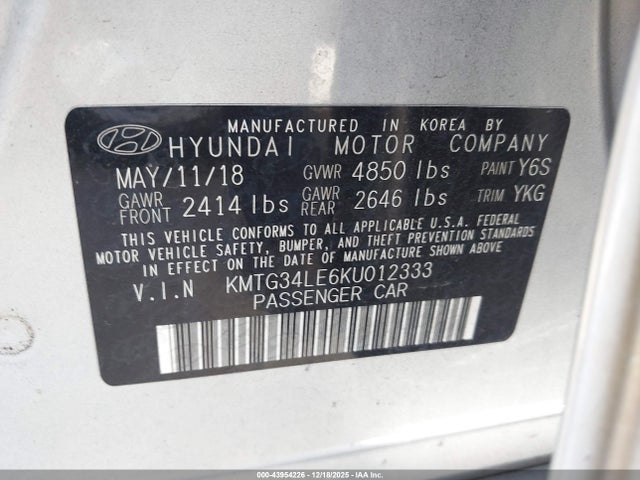 MANUFACTURED IN KOREA BY
HYUNDAI MOTOR COMPANY
MAY/11/18 GVWR 4850 lbs PAINT Y6S
GAWR FRONT 2414 lbs GAWR REAR 2646 lbs TRIM YKG
THIS VEHICLE CONFORMS TO ALL APPLICABLE U.S.A. FEDERAL
MOTOR VEHICLE SAFETY, BUMPER, AND THEFT PREVENTION STANDARDS
IN EFFECT ON THE DATE OF MANUFACTURE SHOWN ABOVE.
V.I.N KMTG34LE6KU012333
PASSENGER CAR
000-43954226 - 12/18/2025 - IAA, Inc.